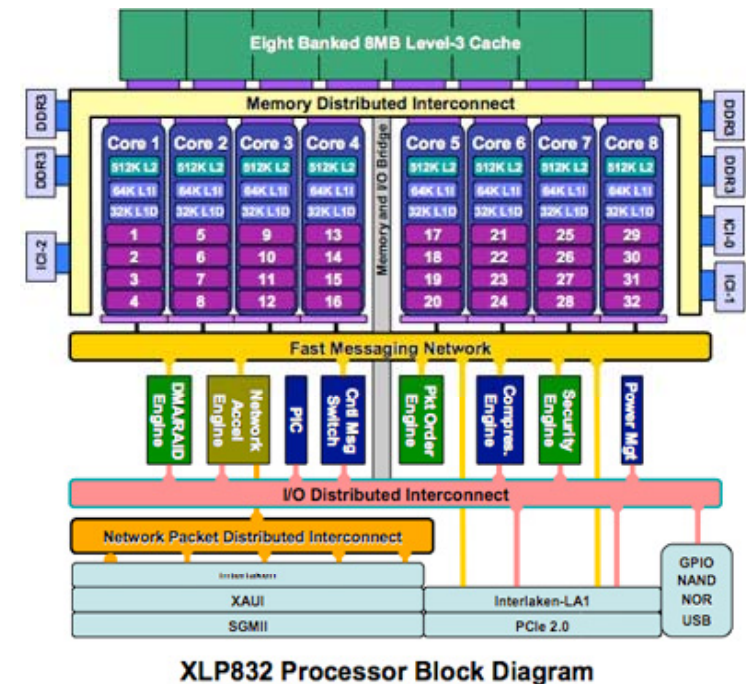 Eight Banked 8MB Level-3 Cache
Memory Distributed Interconnect
DDR3
DDR3
ICI-2
DDR3
DDR3
ICI-0
ICI-1
Core 1 Core 2 Core 3 Core 4
512K L2 512K L2 512K L2 512K L2
64K L1I 64K L1I 64K L1I 64K L1I
32K L1D 32K L1D 32K L1D 32K L1D
1 5 9 13
2 6 10 14
3 7 11 15
4 8 12 16
Memory and I/O Bridge
Core 5 Core 6 Core 7 Core 8
512K L2 512K L2 512K L2 512K L2
64K L1I 64K L1I 64K L1I 64K L1I
32K L1D 32K L1D 32K L1D 32K L1D
17 21 25 29
18 22 26 30
19 23 27 31
20 24 28 32
Fast Messaging Network
DMA/RAID
Engine
Network
Accel
Engine
PIC
Cntl Msg
Switch
Pkt Order
Engine
Compres.
Engine
Security
Engine
Power Mgt
I/O Distributed Interconnect
Network Packet Distributed Interconnect
XAUI
SGMII
Interlaken-LA1
PCIe 2.0
GPIO
NAND
NOR
USB
XLP832 Processor Block Diagram